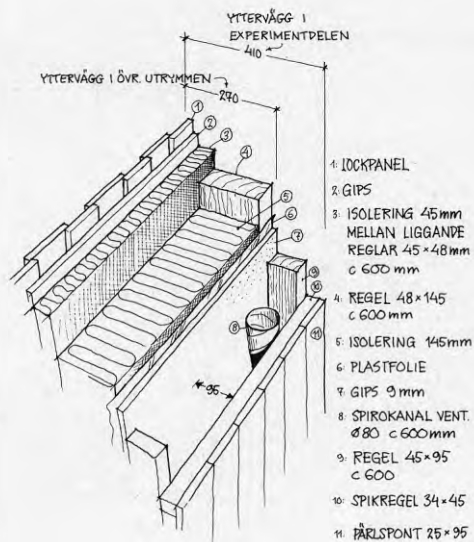 YTTERVÄGG I
EXPERIMENTDELEN
410
YTTERVÄGG I ÖVR. UTRYMMEN
270
1
2
3
4
5
6
7
8
9
10
11
95
1: LOCKPANEL
2: GIPS
3: ISOLERING 45mm
MELLAN LIGGANDE
REGLAR 45×48mm
c 600 mm
4: REGEL 48×145
c 600mm
5: ISOLERING 145mm
6: PLASTFOLIE
7: GIPS 9mm
8: SPIROKANAL VENT.
Ø80 c 600mm
9: REGEL 45×95
c 600
10: SPIKREGEL 34×45
11: PÄRLSPONT 25×95